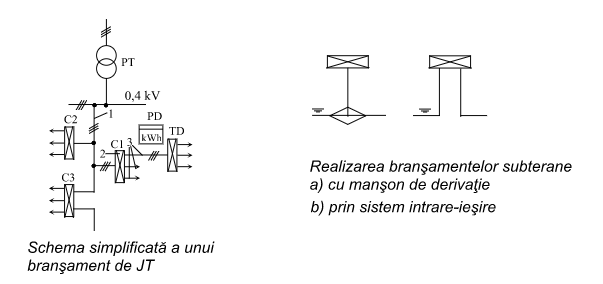 PT
0,4 kV
1
PD
C2
C1
3
kWh
TD
2
C3
Schema simplificată a unui
branşament de JT
Realizarea branşamentelor subterane
a) cu manşon de derivaţie
b) prin sistem intrare-ieşire